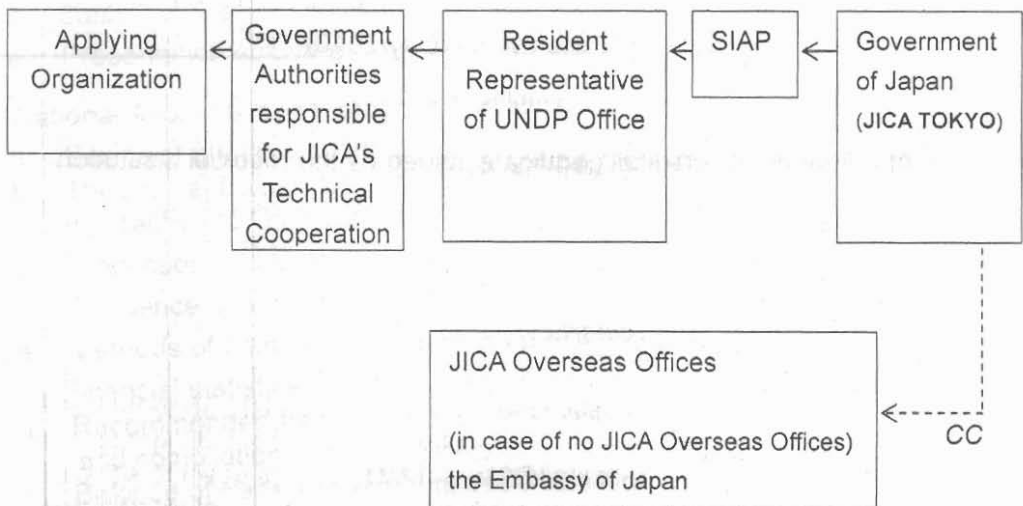 Applying
Organization
Government
Authorities
responsible
for JICA's
Technical
Cooperation
Resident
Representative
of UNDP Office
SIAP
Government
of Japan
(JICA TOKYO)
JICA Overseas Offices
(in case of no JICA Overseas Offices)
the Embassy of Japan
CC